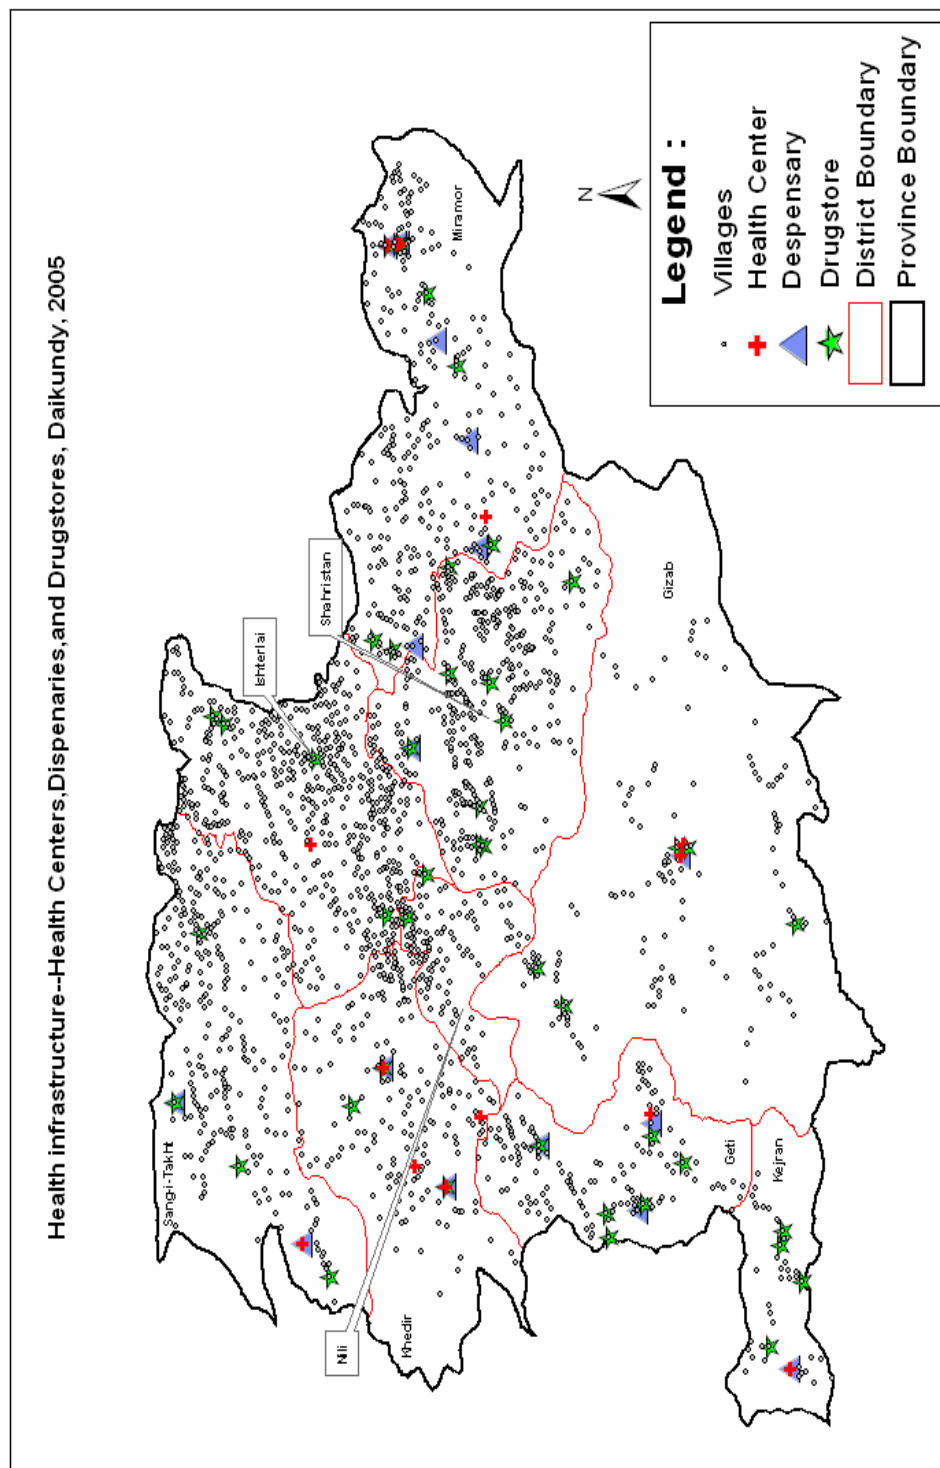 Health infrastructure--Health Centers,Dispenaries,and Drugstores, Daikundy, 2005
Sangi-Takht
Ishterlai
Shahristan
Miramor
Nili
Khedir
Gizab
Geti
Kejran
N
Legend :
Villages
Health Center
Despensary
Drugstore
District Boundary
Province Boundary